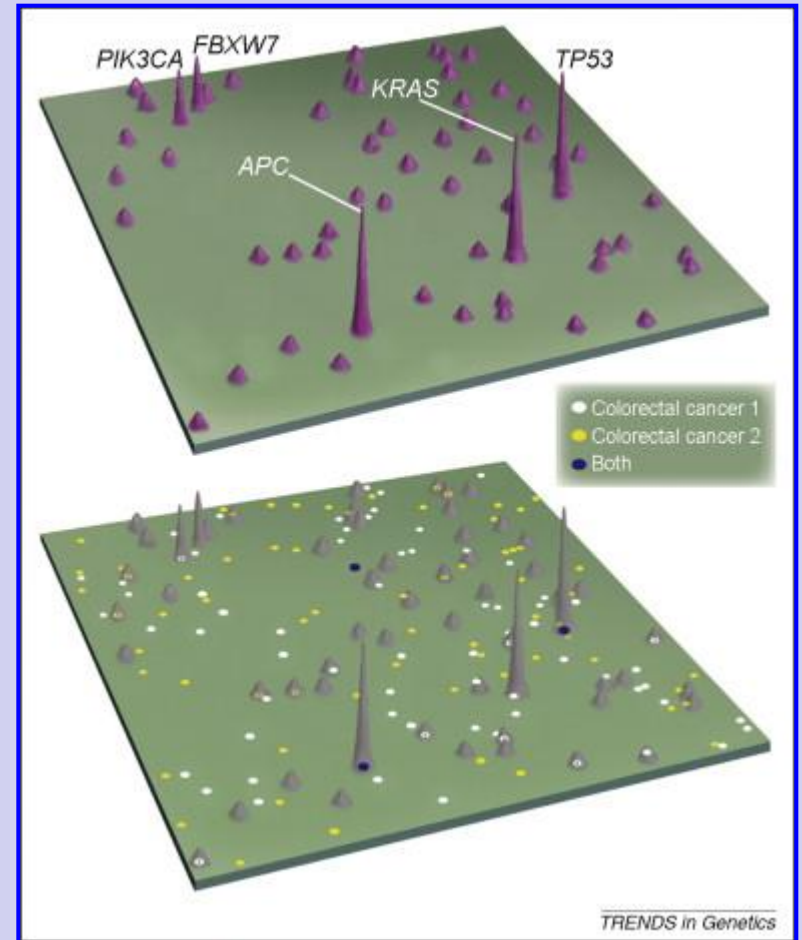 PIK3CA
FBXW7
TP53
KRAS
APC
Colorectal cancer 1
Colorectal cancer 2
Both
TRENDS in Genetics